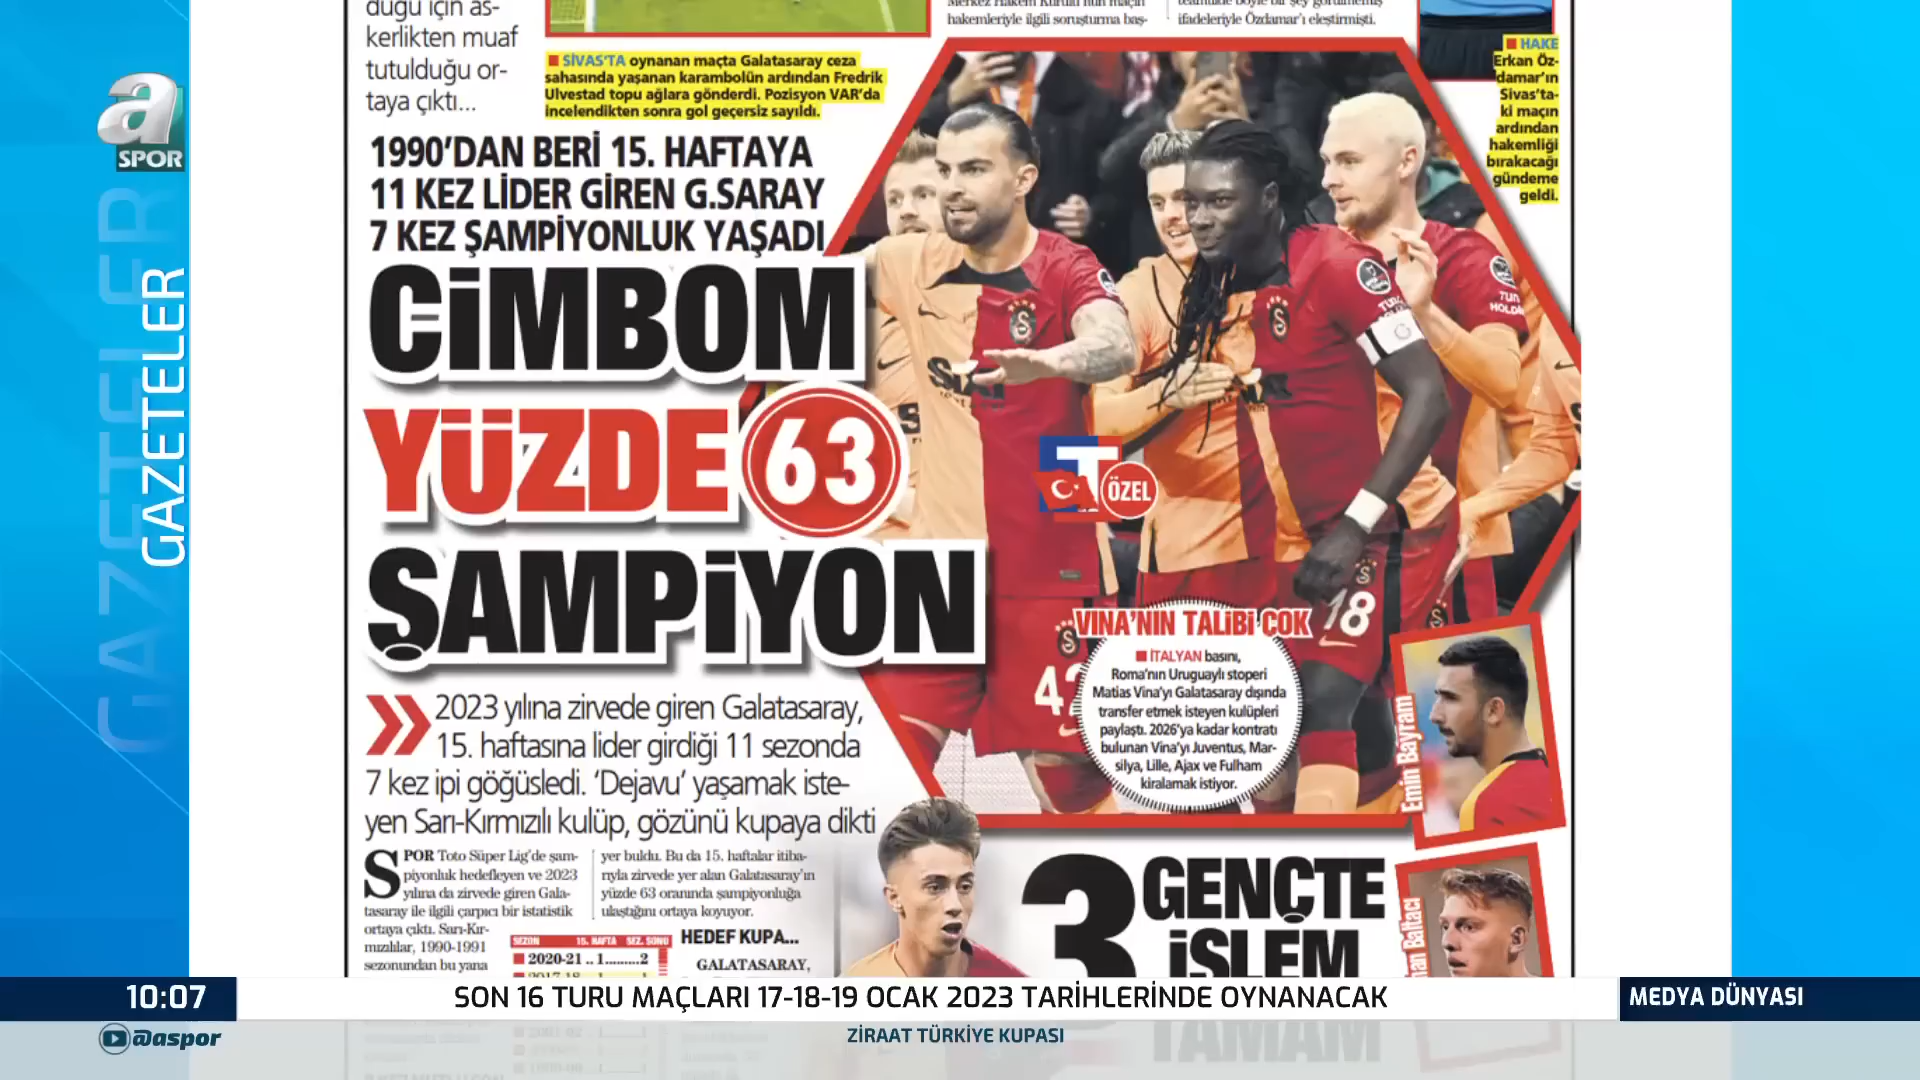 duğu için as-
kerlikten muaf
tutulduğu or-
taya çıktı...
SİVAS'TA oynanan maçta Galatasaray ceza
sahasında yaşanan karambolün ardından Fredrik
Ulvestad topu ağlara gönderdi. Pozisyon VAR'da
incelendikten sonra gol geçersiz sayıldı.
hakemleriyle ilgili soruşturma baş-
ifadeleriyle Özdamar'ı eleştirmişti.
HAKE
Erkan Öz-
damar'ın
Sivas'ta-
ki maçın
ardından
hakemliği
bırakacağı
gündeme
geldi.
a
SPOR
GAZETELER
GAZETELER
1990'DAN BERİ 15. HAFTAYA
11 KEZ LİDER GİREN G.SARAY
7 KEZ ŞAMPİYONLUK YAŞADI
CİMBOM
YÜZDE 63
ŞAMPİYON
T ÖZEL
18
42
2023 yılına zirvede giren Galatasaray,
15. haftasına lider girdiği 11 sezonda
7 kez ipi göğüsledi. 'Dejavu' yaşamak iste-
yen Sarı-Kırmızılı kulüp, gözünü kupaya dikti
VINA'NIN TALİBİ ÇOK
İTALYAN basını,
Roma'nın Uruguaylı stoperi
Matias Vina'yı Galatasaray dışında
transfer etmek isteyen kulüpleri
paylaştı. 2026'ya kadar kontratı
bulunan Vina'yı Juventus, Mar-
silya, Lille, Ajax ve Fulham
kiralamak istiyor.
Emin Bayram
han Baltacı
SPOR Toto Süper Lig'de şam-
piyonluk hedefleyen ve 2023
yılına da zirvede giren Gala-
tasaray ile ilgili çarpıcı bir istatistik
ortaya çıktı. Sarı-Kır-
mızılılar, 1990-1991
sezonundan bu yana
yer buldu. Bu da 15. haftalar itiba-
rıyla zirvede yer alan Galatasaray'ın
yüzde 63 oranında şampiyonluğa
ulaştığını ortaya koyuyor.
SEZON 15. HAFTA SEZ. SONU
2020-21 .. 1.........2
HEDEF KUPA...
GALATASARAY,
3 GENÇTE
İŞLEM
TAMAM
10:07
SON 16 TURU MAÇLARI 17-18-19 OCAK 2023 TARİHLERİNDE OYNANACAK
MEDYA DÜNYASI
@aspor
ZİRAAT TÜRKİYE KUPASI